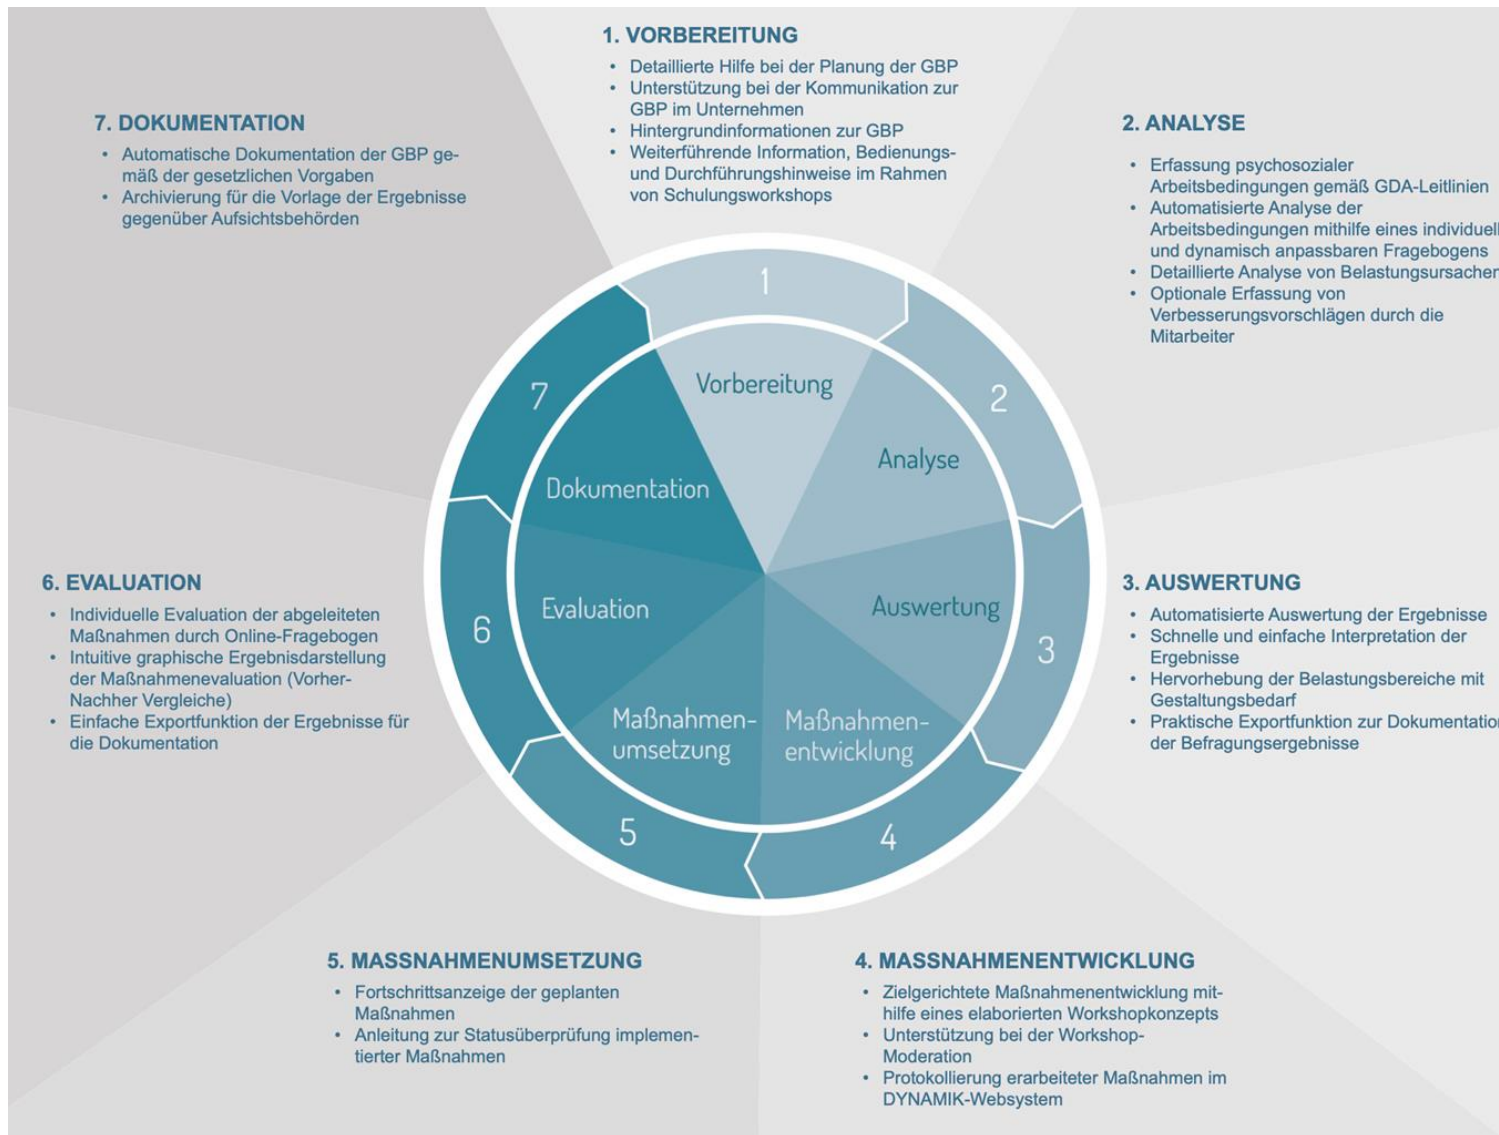 1. VORBEREITUNG
• Detaillierte Hilfe bei der Planung der GBP
• Unterstützung bei der Kommunikation zur
GBP im Unternehmen
• Hintergrundinformationen zur GBP
• Weiterführende Information, Bedienungs-
und Durchführungshinweise im Rahmen
von Schulungsworkshops
2. ANALYSE
• Erfassung psychosozialer
Arbeitsbedingungen gemäß GDA-Leitlinien
• Automatisierte Analyse der
Arbeitsbedingungen mithilfe eines individuell
und dynamisch anpassbaren Fragebogens
• Detaillierte Analyse von Belastungsursachen
• Optionale Erfassung von
Verbesserungsvorschlägen durch die
Mitarbeiter
3. AUSWERTUNG
• Automatisierte Auswertung der Ergebnisse
• Schnelle und einfache Interpretation der
Ergebnisse
• Hervorhebung der Belastungsbereiche mit
Gestaltungsbedarf
• Praktische Exportfunktion zur Dokumentation
der Befragungsergebnisse
4. MASSNAHMENENTWICKLUNG
• Zielgerichtete Maßnahmenentwicklung mit-
hilfe eines elaborierten Workshopkonzepts
• Unterstützung bei der Workshop-
Moderation
• Protokollierung erarbeiteter Maßnahmen im
DYNAMIK-Websystem
5. MASSNAHMENUMSETZUNG
• Fortschrittsanzeige der geplanten
Maßnahmen
• Anleitung zur Statusüberprüfung implemen-
tierter Maßnahmen
6. EVALUATION
• Individuelle Evaluation der abgeleiteten
Maßnahmen durch Online-Fragebogen
• Intuitive graphische Ergebnisdarstellung
der Maßnahmenevaluation (Vorher-
Nachher Vergleiche)
• Einfache Exportfunktion der Ergebnisse für
die Dokumentation
7. DOKUMENTATION
• Automatische Dokumentation der GBP ge-
mäß der gesetzlichen Vorgaben
• Archivierung für die Vorlage der Ergebnisse
gegenüber Aufsichtsbehörden
1
Vorbereitung
2
Analyse
3
Auswertung
4
Maßnahmen-
entwicklung
5
Maßnahmen-
umsetzung
6
Evaluation
7
Dokumentation